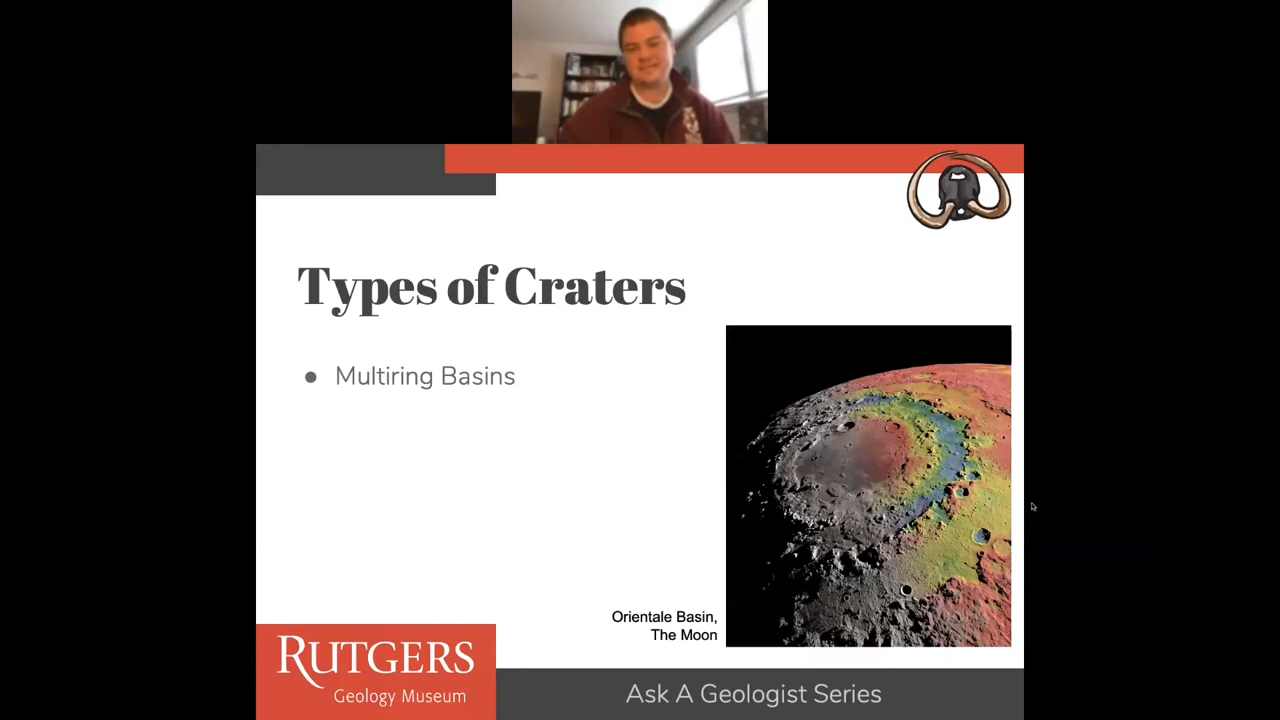 Types of Craters
● Multiring Basins
Orientale Basin,
The Moon
RUTGERS
Geology Museum
Ask A Geologist Series